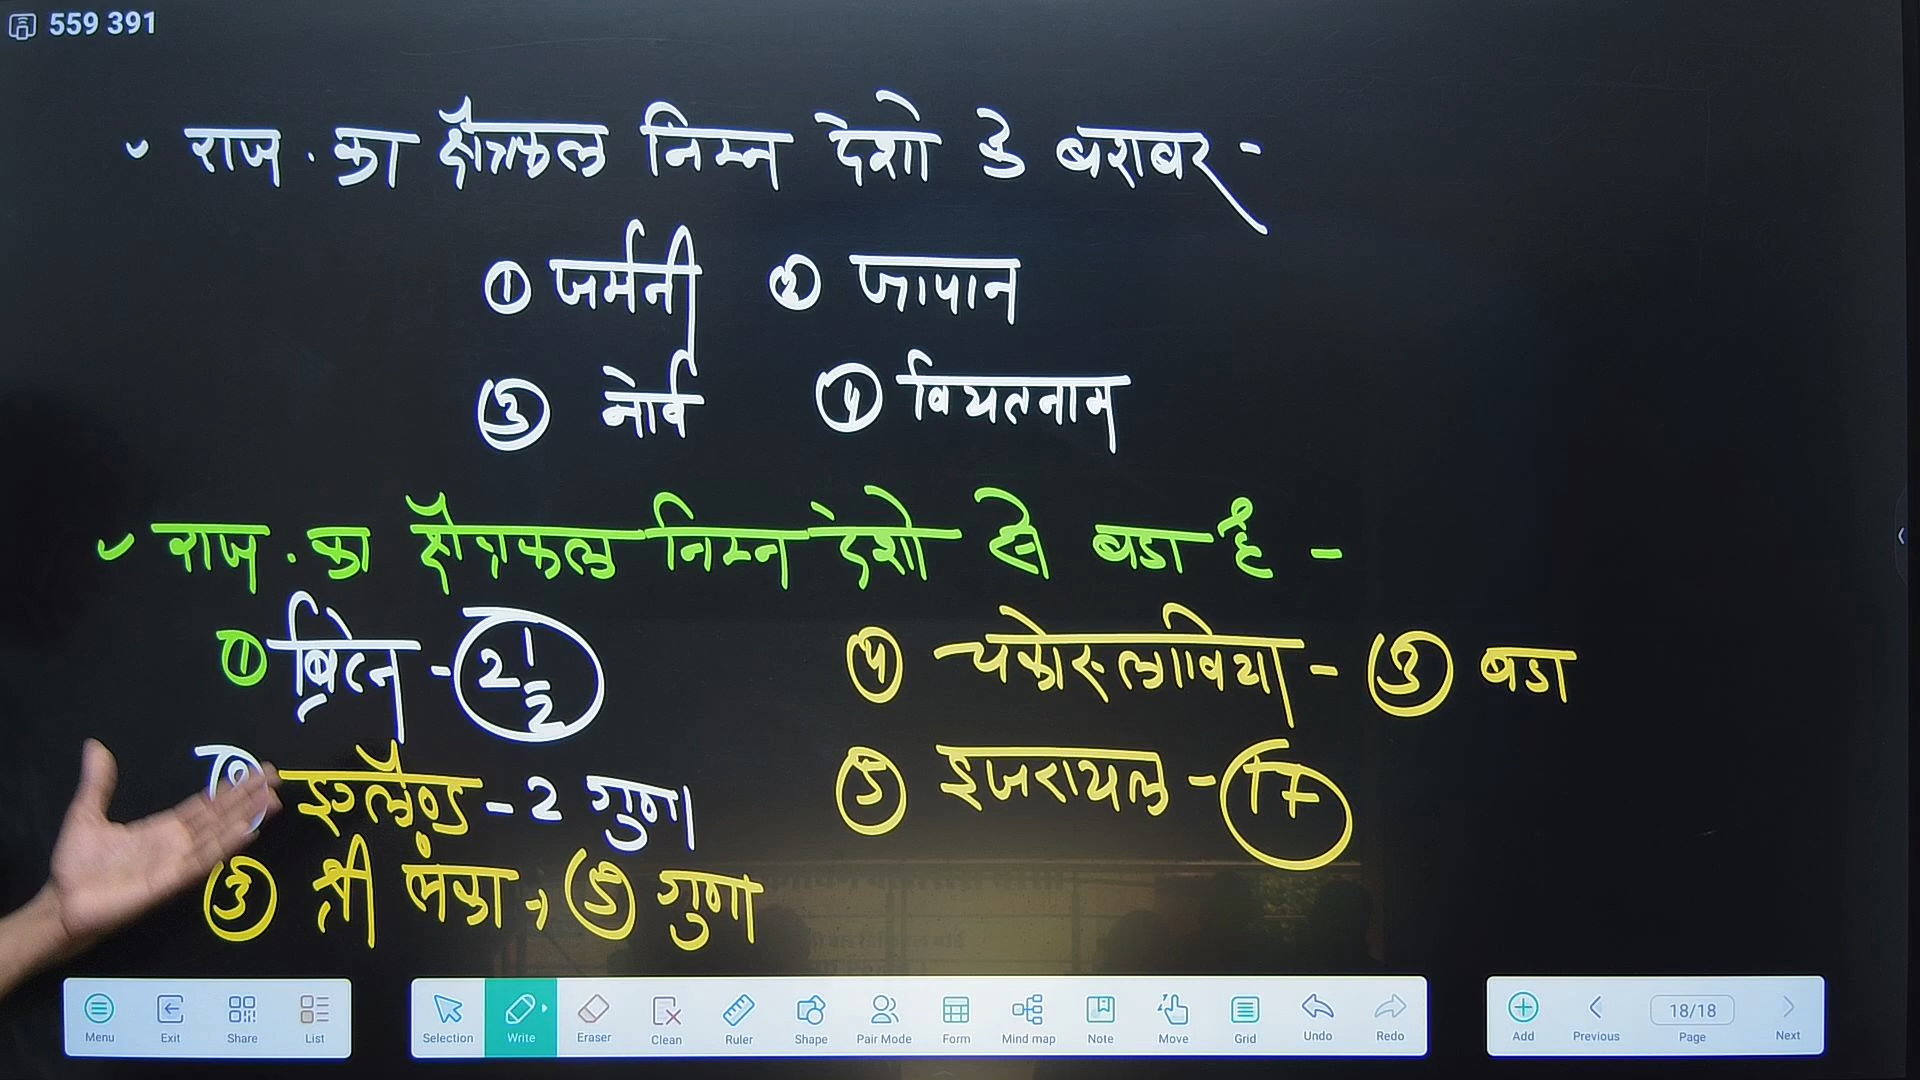 559 391
राज. का क्षेत्रफल निम्न देशो के बराबर -
① जर्मनी ② जापान
③ नोर्वे ④ वियतनाम
राज. का क्षेत्रफल निम्न देशो से बडा है -
① ब्रिटेन - 2 1/2
② इग्लैण्ड - 2 गुणा
③ श्री लंका → ⑤ गुणा
④ चकोस्लाविया - ③ बडा
⑤ इजरायल - 17
Menu Exit Share List
Selection Write Eraser Clean Ruler Shape Pair Mode Form Mind map Note Move Grid Undo Redo
Add Previous 18/18 Page Next